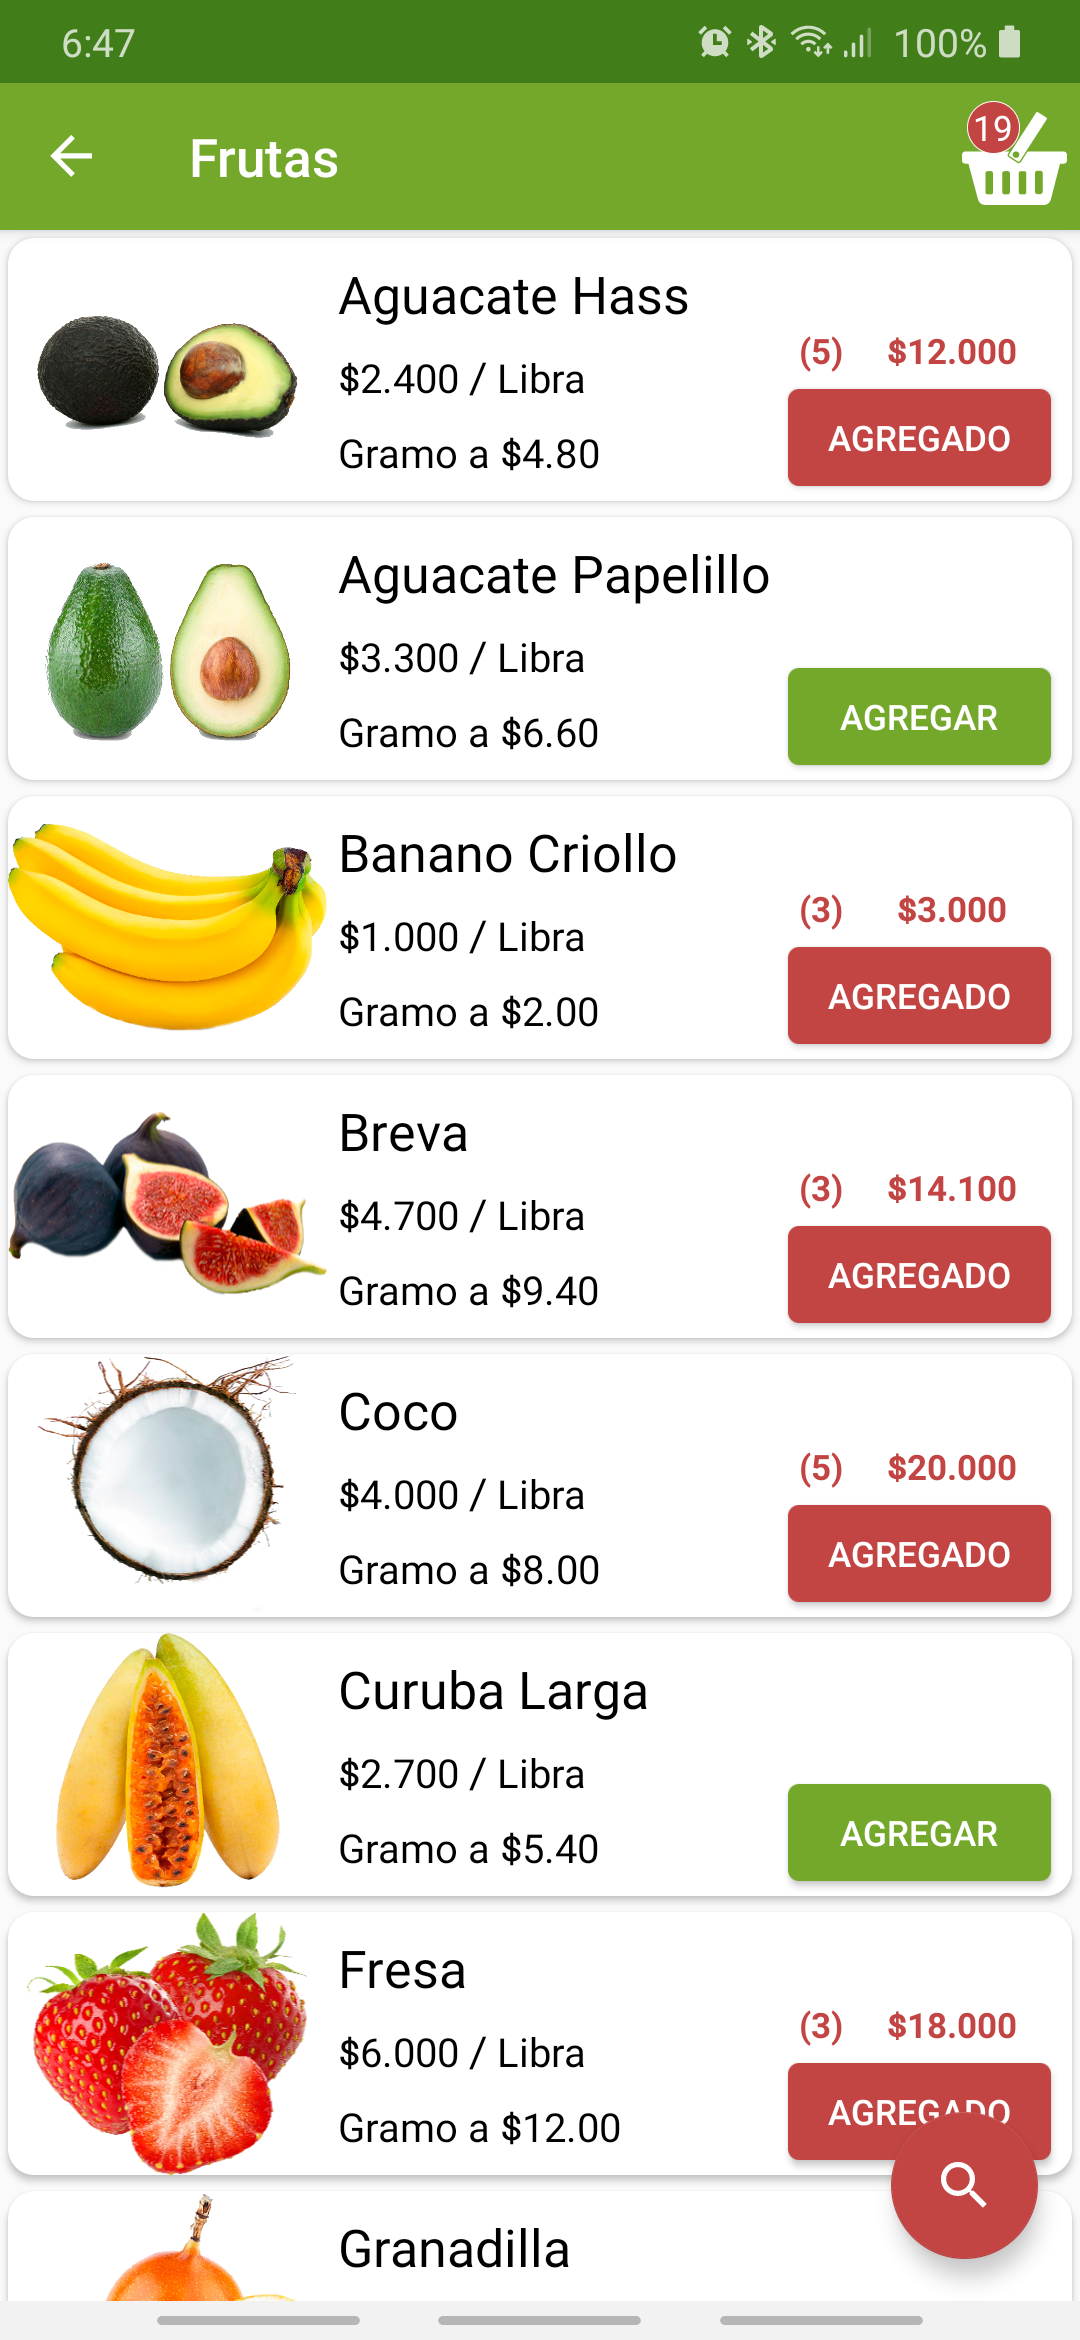 6:47
100%
Frutas
19
Aguacate Hass
$2.400 / Libra
(5) $12.000
Gramo a $4.80
AGREGADO
Aguacate Papelillo
$3.300 / Libra
Gramo a $6.60
AGREGAR
Banano Criollo
$1.000 / Libra
(3) $3.000
Gramo a $2.00
AGREGADO
Breva
$4.700 / Libra
(3) $14.100
Gramo a $9.40
AGREGADO
Coco
$4.000 / Libra
(5) $20.000
Gramo a $8.00
AGREGADO
Curuba Larga
$2.700 / Libra
Gramo a $5.40
AGREGAR
Fresa
$6.000 / Libra
(3) $18.000
Gramo a $12.00
AGREGADO
Granadilla